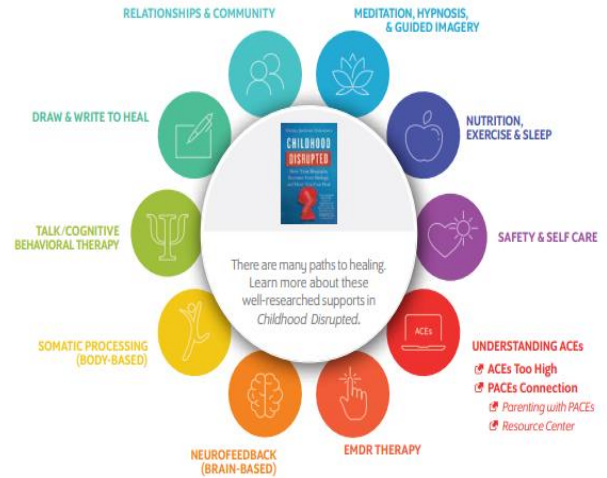 RELATIONSHIPS & COMMUNITY
MEDITATION, HYPNOSIS,
& GUIDED IMAGERY
DRAW & WRITE TO HEAL
NUTRITION,
EXERCISE & SLEEP
CHILDHOOD
DISRUPTED
TALK/COGNITIVE
BEHAVIORAL THERAPY
SAFETY & SELF CARE
There are many paths to healing.
Learn more about these
well-researched supports in
Childhood Disrupted.
SOMATIC PROCESSING
(BODY-BASED)
ACEs
UNDERSTANDING ACEs
ACEs Too High
PACEs Connection
Parenting with PACEs
Resource Center
NEUROFEEDBACK
(BRAIN-BASED)
EMDR THERAPY